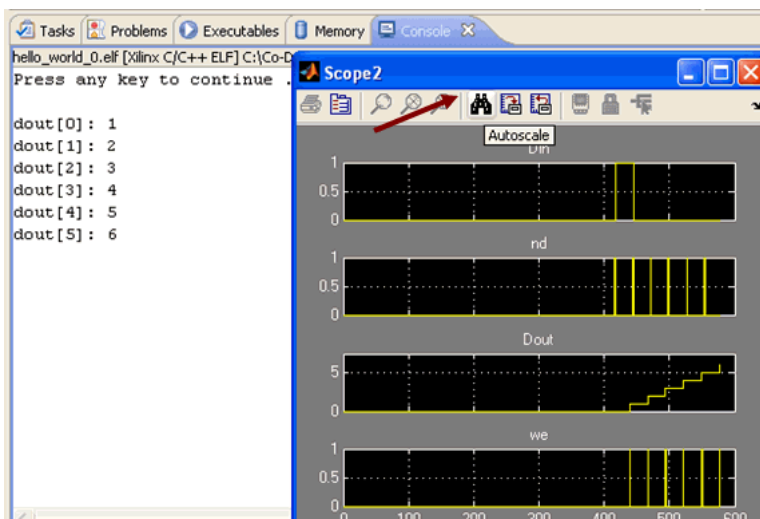 Tasks Problems Executables Memory Console
hello_world_0.elf [Xilinx C/C++ ELF] C:\Co-D
Press any key to continue .
dout[0]: 1
dout[1]: 2
dout[2]: 3
dout[3]: 4
dout[4]: 5
dout[5]: 6
Scope2
Autoscale
Din
1
0.5
0
nd
1
0.5
0
Dout
5
0
we
1
0.5
0
0 100 200 300 400 500 600